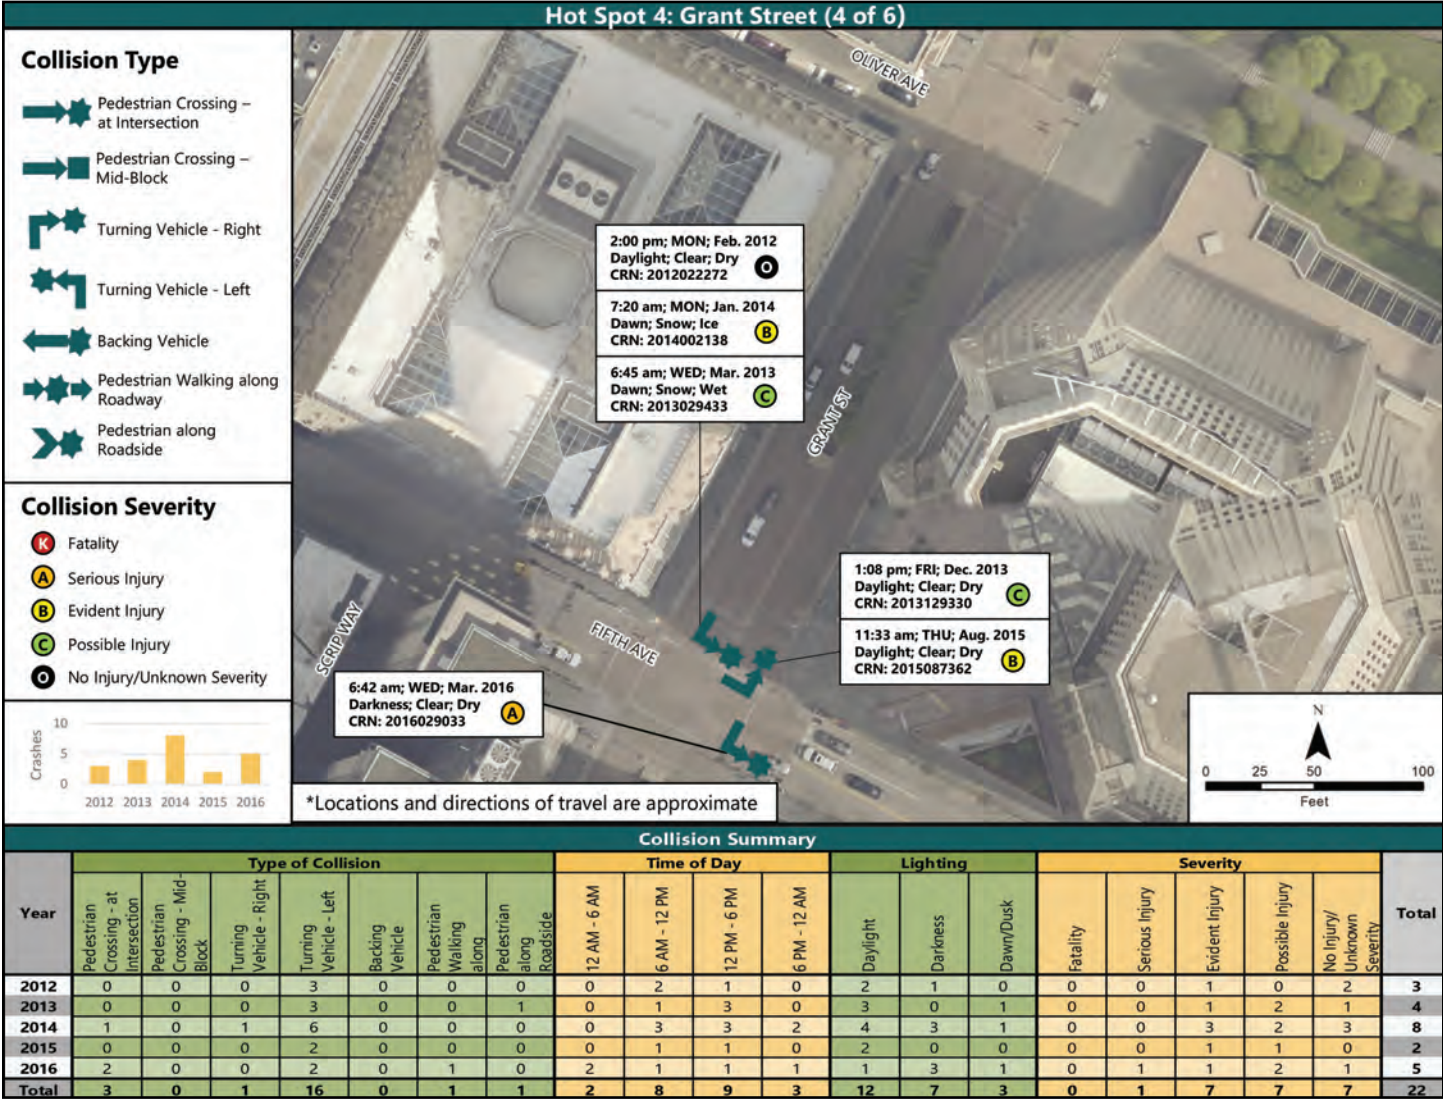 Hot Spot 4: Grant Street (4 of 6)
Collision Type
Pedestrian Crossing –
at Intersection
Pedestrian Crossing –
Mid-Block
Turning Vehicle - Right
Turning Vehicle - Left
Backing Vehicle
Pedestrian Walking along
Roadway
Pedestrian along
Roadside
Collision Severity
K Fatality
A Serious Injury
B Evident Injury
C Possible Injury
O No Injury/Unknown Severity
Crashes
10
5
0
2012 2013 2014 2015 2016
OLIVER AVE
2:00 pm; MON; Feb. 2012
Daylight; Clear; Dry
CRN: 2012022272
O
7:20 am; MON; Jan. 2014
Dawn; Snow; Ice
CRN: 2014002138
B
6:45 am; WED; Mar. 2013
Dawn; Snow; Wet
CRN: 2013029433
C
GRANT ST
1:08 pm; FRI; Dec. 2013
Daylight; Clear; Dry
CRN: 2013129330
C
11:33 am; THU; Aug. 2015
Daylight; Clear; Dry
CRN: 2015087362
B
SCRIP WAY
FIFTH AVE
6:42 am; WED; Mar. 2016
Darkness; Clear; Dry
CRN: 2016029033
A
N
0 25 50 100
Feet
*Locations and directions of travel are approximate
Collision Summary
Year Type of Collision Time of Day Lighting Severity Total
Pedestrian
Crossing - at
Intersection
Pedestrian
Crossing - Mid-
Block
Turning
Vehicle - Right
Turning
Vehicle - Left
Backing
Vehicle
Pedestrian
Walking
along
Pedestrian
along
Roadside
12 AM - 6 AM
6 AM - 12 PM
12 PM - 6 PM
6 PM - 12 AM
Daylight
Darkness
Dawn/Dusk
Fatality
Serious Injury
Evident Injury
Possible Injury
No Injury/
Unknown
Severity
2012 0 0 0 3 0 0 0 0 2 1 0 2 1 0 0 0 1 0 2 3
2013 0 0 0 3 0 0 1 0 1 3 0 3 0 1 0 0 1 2 1 4
2014 1 0 1 6 0 0 0 0 3 3 2 4 3 1 0 0 3 2 3 8
2015 0 0 0 2 0 0 0 0 1 1 0 2 0 0 0 0 1 1 0 2
2016 2 0 0 2 0 1 0 2 1 1 1 1 3 1 0 1 1 2 1 5
Total 3 0 1 16 0 1 1 2 8 9 3 12 7 3 0 1 7 7 7 22